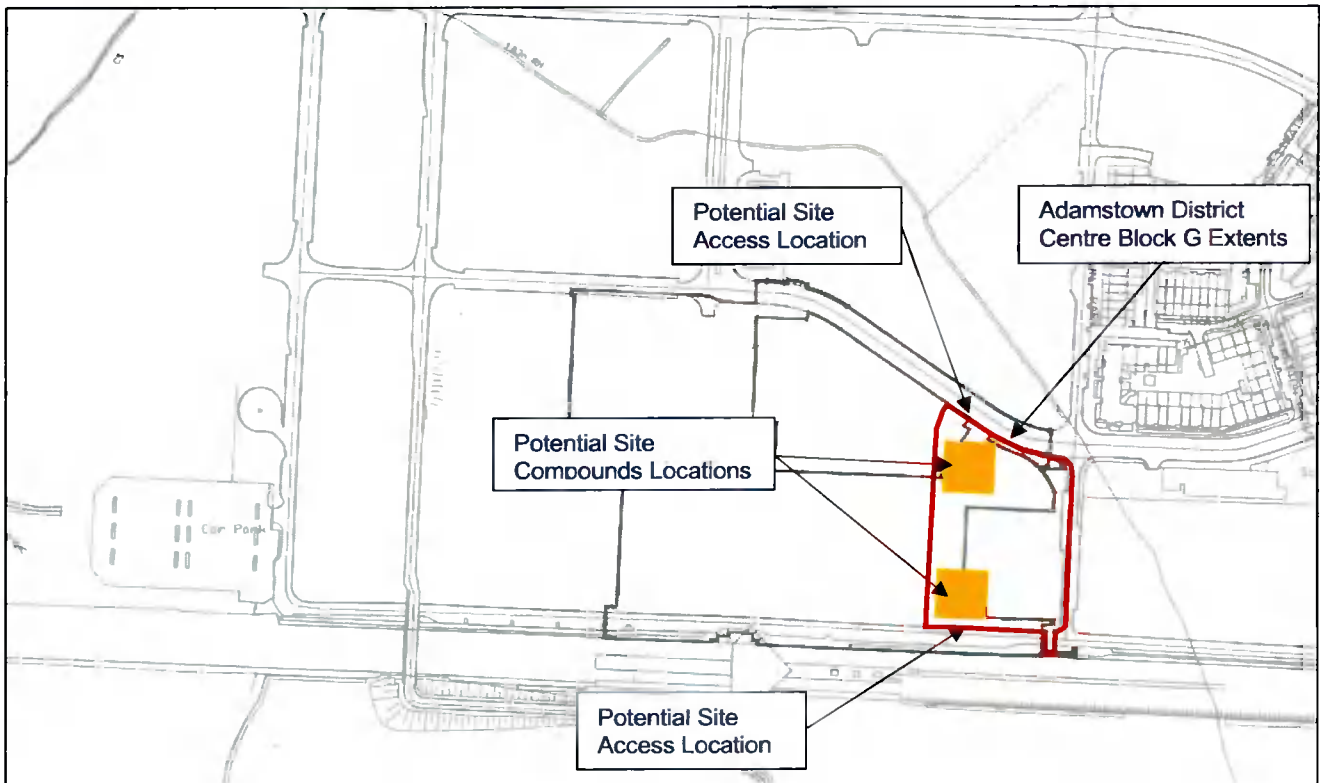 Potential Site
Access Location
Adamstown District
Centre Block G Extents
Potential Site
Compounds Locations
Car Park
Potential Site
Access Location